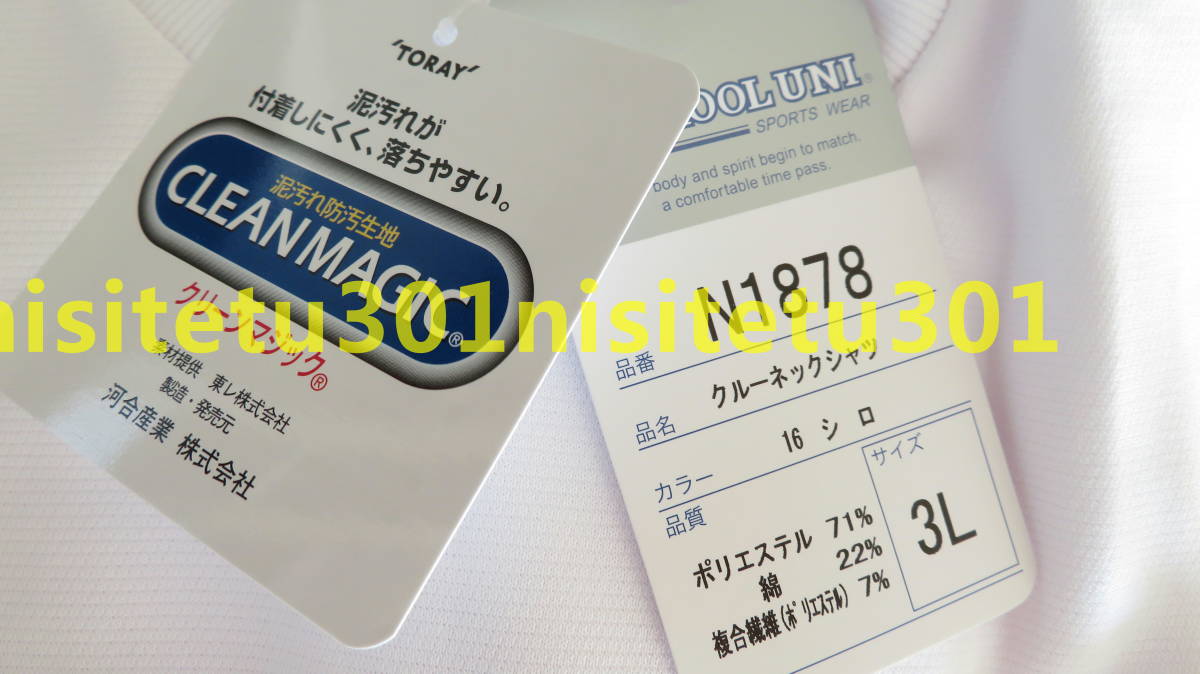 'TORAY'
泥汚れが
付着しにくく、落ちやすい。
泥汚れ防汚生地
CLEANMAGIC®
クリーンマジック®
素材提供 東レ株式会社
製造・発売元
河合産業 株式会社
OOL UNI®
SPORTS WEAR
body and spirit begin to match.
a comfortable time pass.
品番 N1878
品名 クルーネックシャツ
カラー 16 シロ
品質
ポリエステル 71%
綿 22%
複合繊維(ポリエステル) 7%
サイズ
3L
nisitetu301nisitetu301